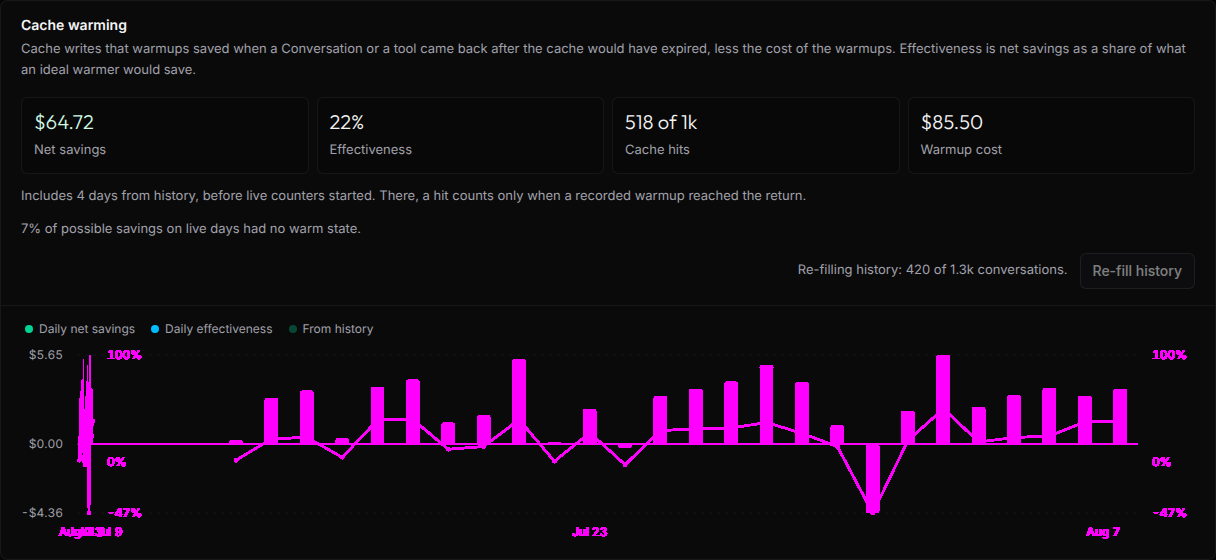 Cache warming
Cache writes that warmups saved when a Conversation or a tool came back after the cache would have expired, less the cost of the warmups. Effectiveness is net savings as a share of what
an ideal warmer would save.
$64.72
Net savings
22%
Effectiveness
518 of 1k
Cache hits
$85.50
Warmup cost
Includes 4 days from history, before live counters started. There, a hit counts only when a recorded warmup reached the return.
7% of possible savings on live days had no warm state.
Re-filling history: 420 of 1.3k conversations.
Re-fill history
Daily net savings
Daily effectiveness
From history
$5.65
100%
100%
$0.00
0%
0%
-$4.36
-47%
-47%
Jul 23
Aug 7